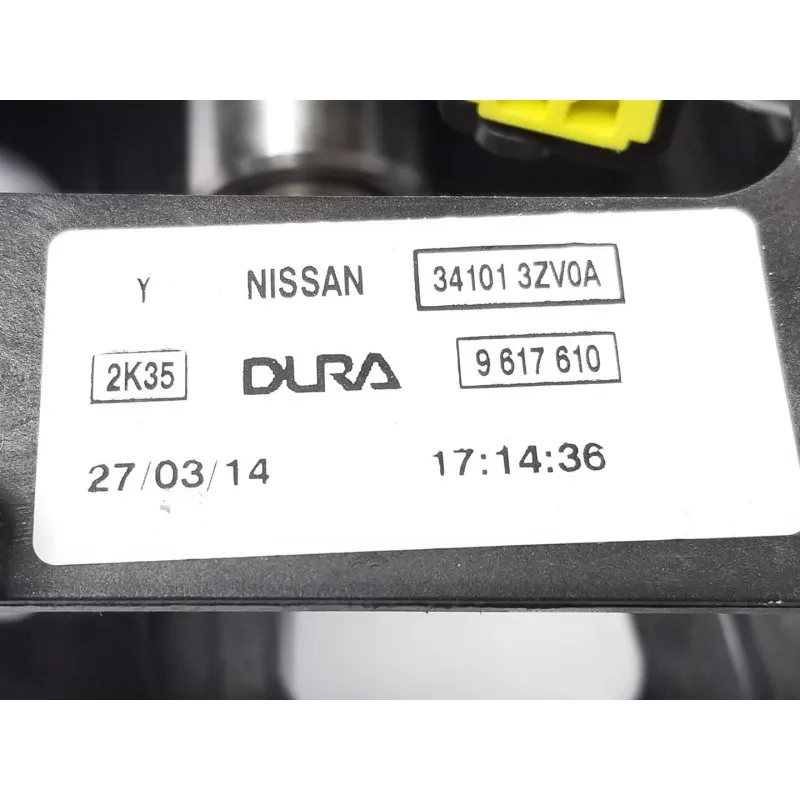 Y NISSAN 34101 3ZV0A
2K35 DURA 9 617 610
27/03/14 17:14:36